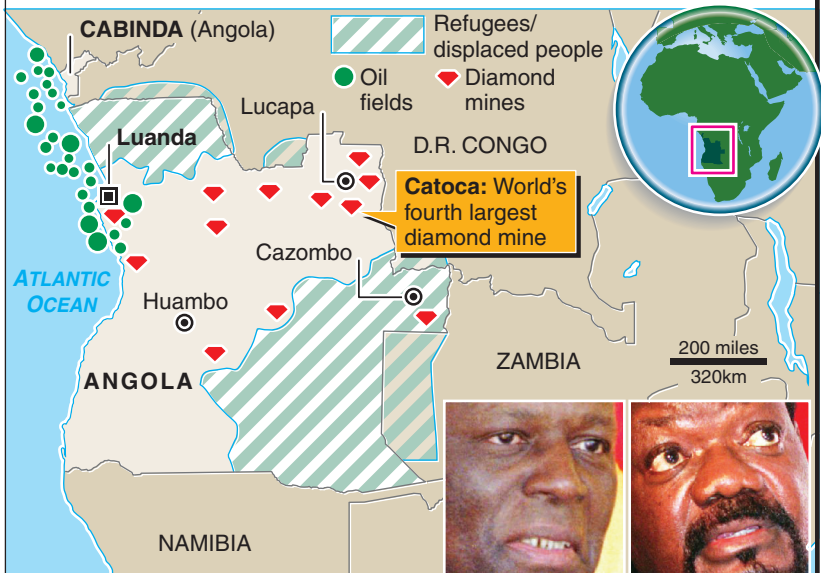 CABINDA (Angola)
Refugees/
displaced people
Oil
fields
Diamond
mines
Lucapa
Luanda
D.R. CONGO
Catoca: World's
fourth largest
diamond mine
Cazombo
ATLANTIC
OCEAN
Huambo
ANGOLA
ZAMBIA
200 miles
320km
NAMIBIA